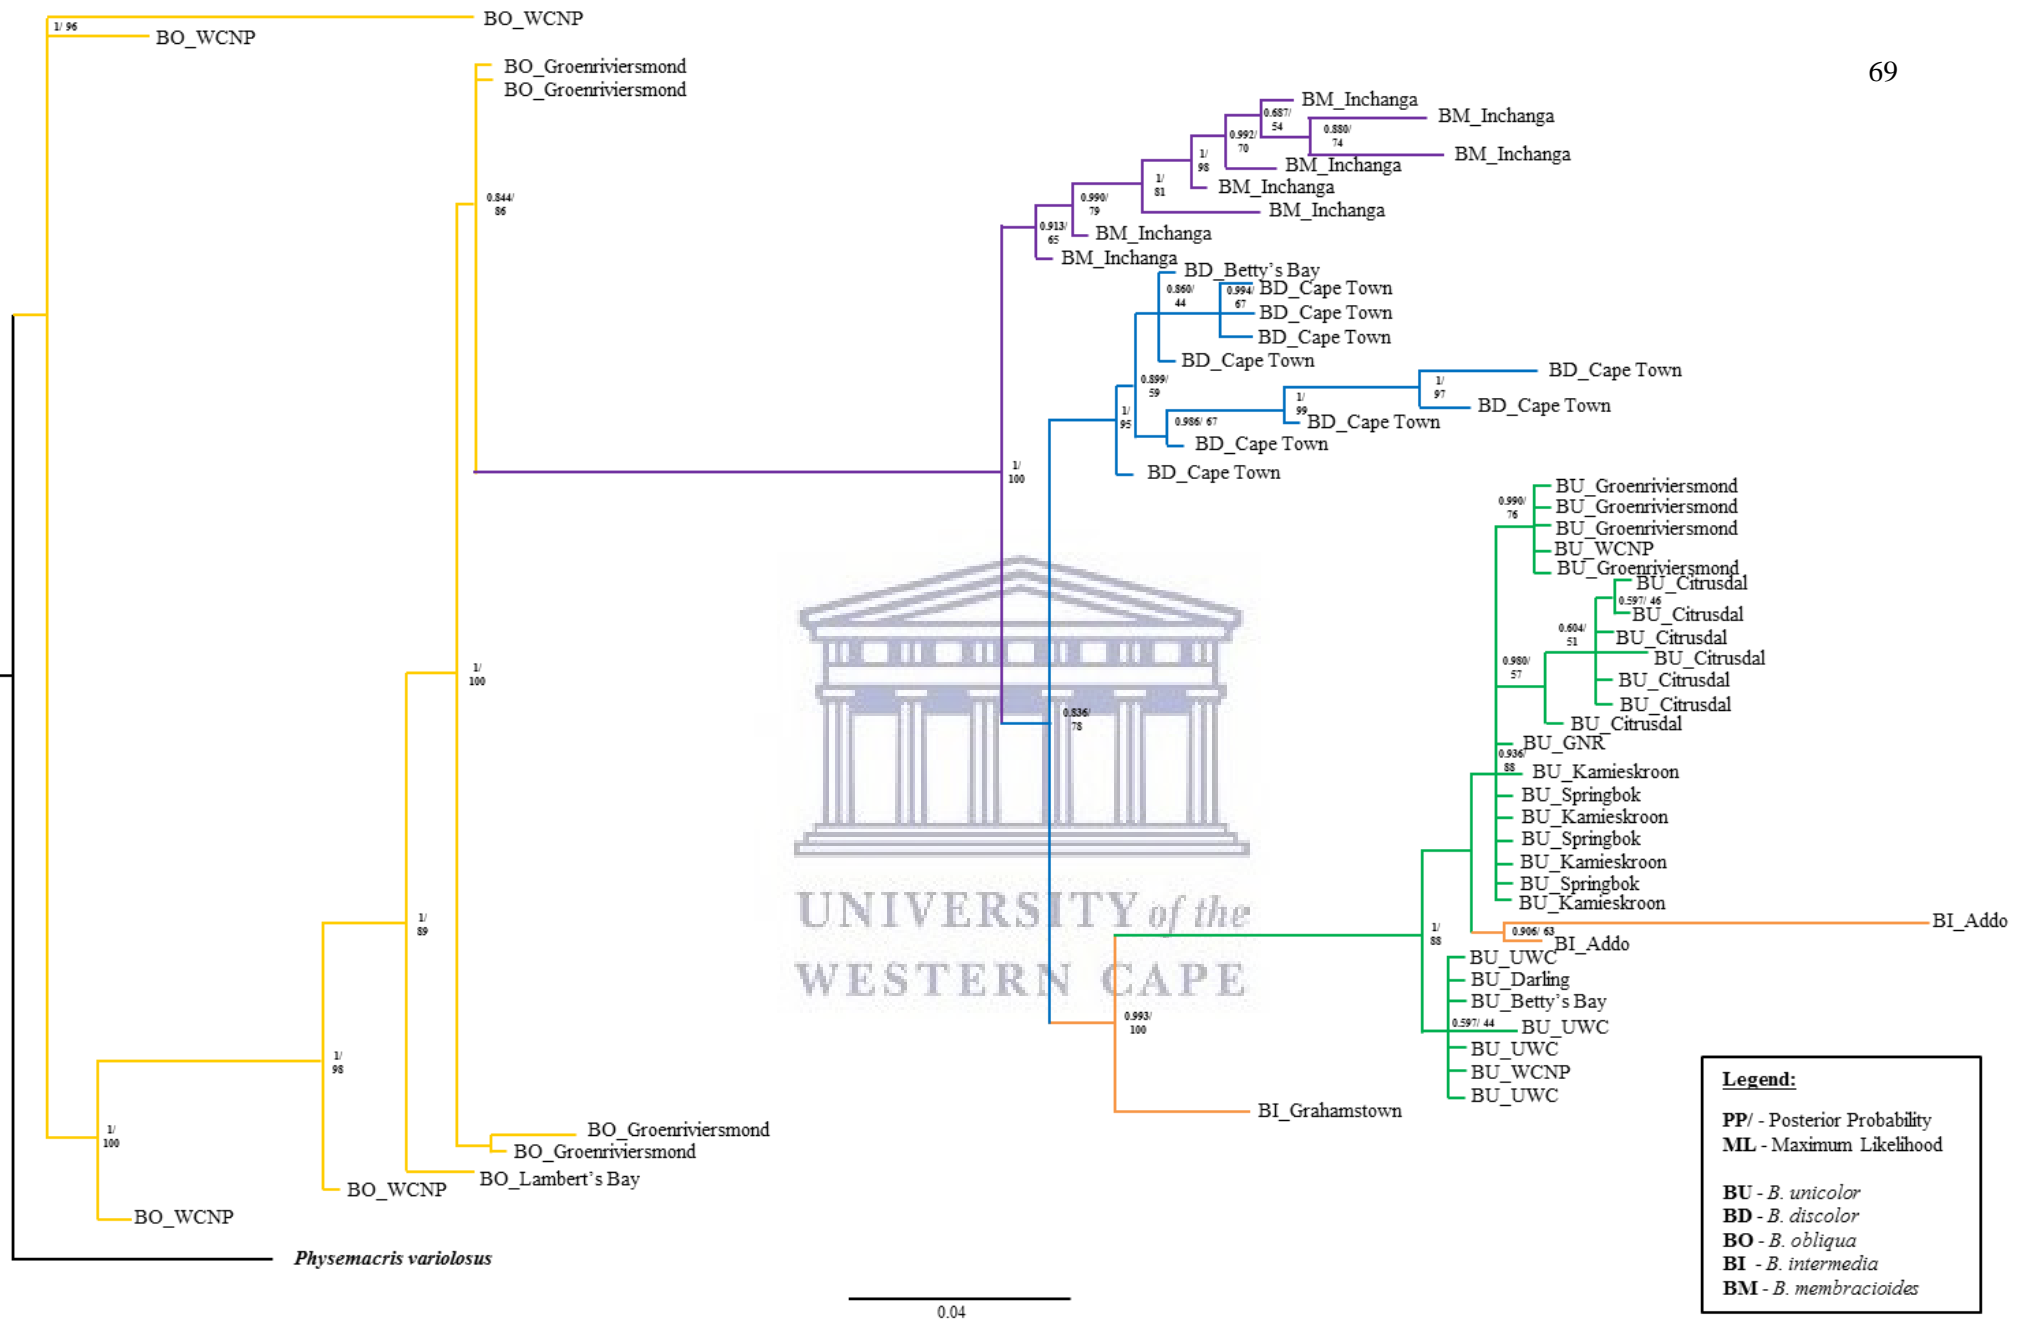 69
1/ 96
BO_WCNP
BO_WCNP
BO_Groenriviersmond
BO_Groenriviersmond
0.844/
86
BM_Inchanga
0.687/
54
BM_Inchanga
0.880/
74
BM_Inchanga
0.992/
70
BM_Inchanga
1/
98
BM_Inchanga
1/
81
BM_Inchanga
0.990/
79
BM_Inchanga
0.913/
65
BM_Inchanga
BD_Betty's Bay
0.860/
44
0.994/
67
BD_Cape Town
BD_Cape Town
BD_Cape Town
BD_Cape Town
0.899/
59
BD_Cape Town
1/
97
BD_Cape Town
1/
99
BD_Cape Town
0.986/ 67
1/
95
BD_Cape Town
BD_Cape Town
1/
100
BU_Groenriviersmond
0.990/
76
BU_Groenriviersmond
BU_Groenriviersmond
BU_WCNP
BU_Groenriviersmond
BU_Citrusdal
0.597/ 46
BU_Citrusdal
0.604/
51
BU_Citrusdal
BU_Citrusdal
0.980/
57
BU_Citrusdal
BU_Citrusdal
BU_Citrusdal
1/
100
0.836/
78
BU_GNR
0.936/
88
BU_Kamieskroon
BU_Springbok
BU_Kamieskroon
BU_Springbok
BU_Kamieskroon
BU_Springbok
BU_Kamieskroon
1/
89
BI_Addo
0.906/ 63
BI_Addo
1/
88
UNIVERSITY of the
WESTERN CAPE
BU_UWC
BU_Darling
BU_Betty's Bay
0.597/ 44
BU_UWC
BU_UWC
BU_WCNP
BU_UWC
0.993/
100
BI_Grahamstown
1/
98
1/
100
BO_Groenriviersmond
BO_Groenriviersmond
BO_Lambert's Bay
BO_WCNP
BO_WCNP
Physemacris variolosus
0.04
Legend:
PP/ - Posterior Probability
ML - Maximum Likelihood
BU - B. unicolor
BD - B. discolor
BO - B. obliqua
BI - B. intermedia
BM - B. membracioides